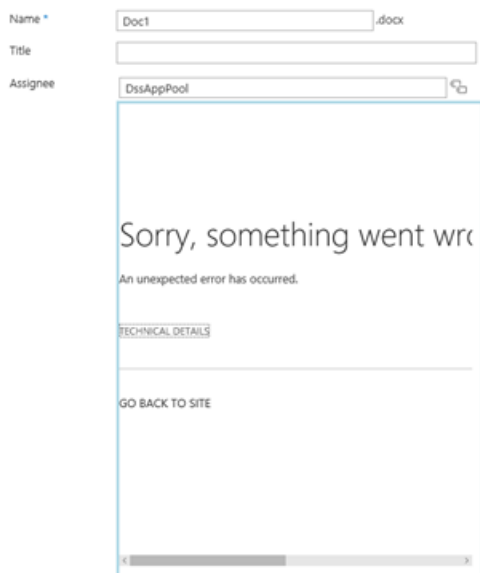 Name *
Doc1 .docx
Title
Assignee
DssAppPool
Sorry, something went wro
An unexpected error has occurred.
TECHNICAL DETAILS
GO BACK TO SITE